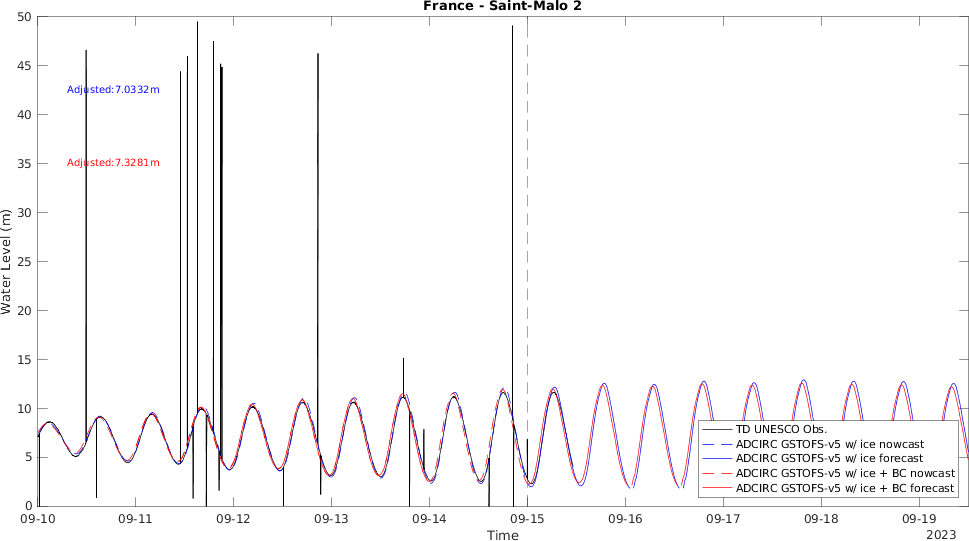 France - Saint-Malo 2
50
45
40
35
30
25
20
15
10
5
0
Water Level (m)
Adjusted:7.0332m
Adjusted:7.3281m
TD UNESCO Obs.
ADCIRC GSTOFS-v5 w/ ice nowcast
ADCIRC GSTOFS-v5 w/ ice forecast
ADCIRC GSTOFS-v5 w/ ice + BC nowcast
ADCIRC GSTOFS-v5 w/ ice + BC forecast
09-10 09-11 09-12 09-13 09-14 09-15 09-16 09-17 09-18 09-19
Time
2023